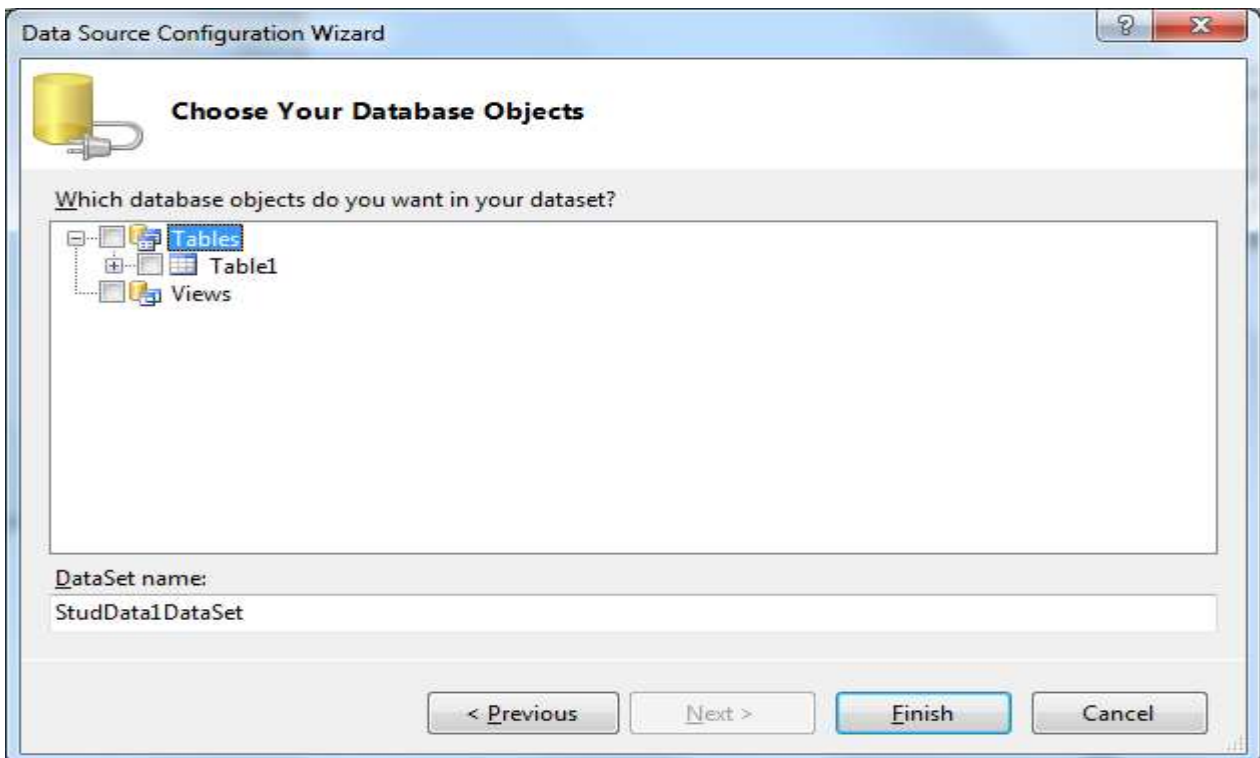 Data Source Configuration Wizard
Choose Your Database Objects
Which database objects do you want in your dataset?
Tables
Table1
Views
DataSet name:
StudData1DataSet
< Previous
Next >
Finish
Cancel